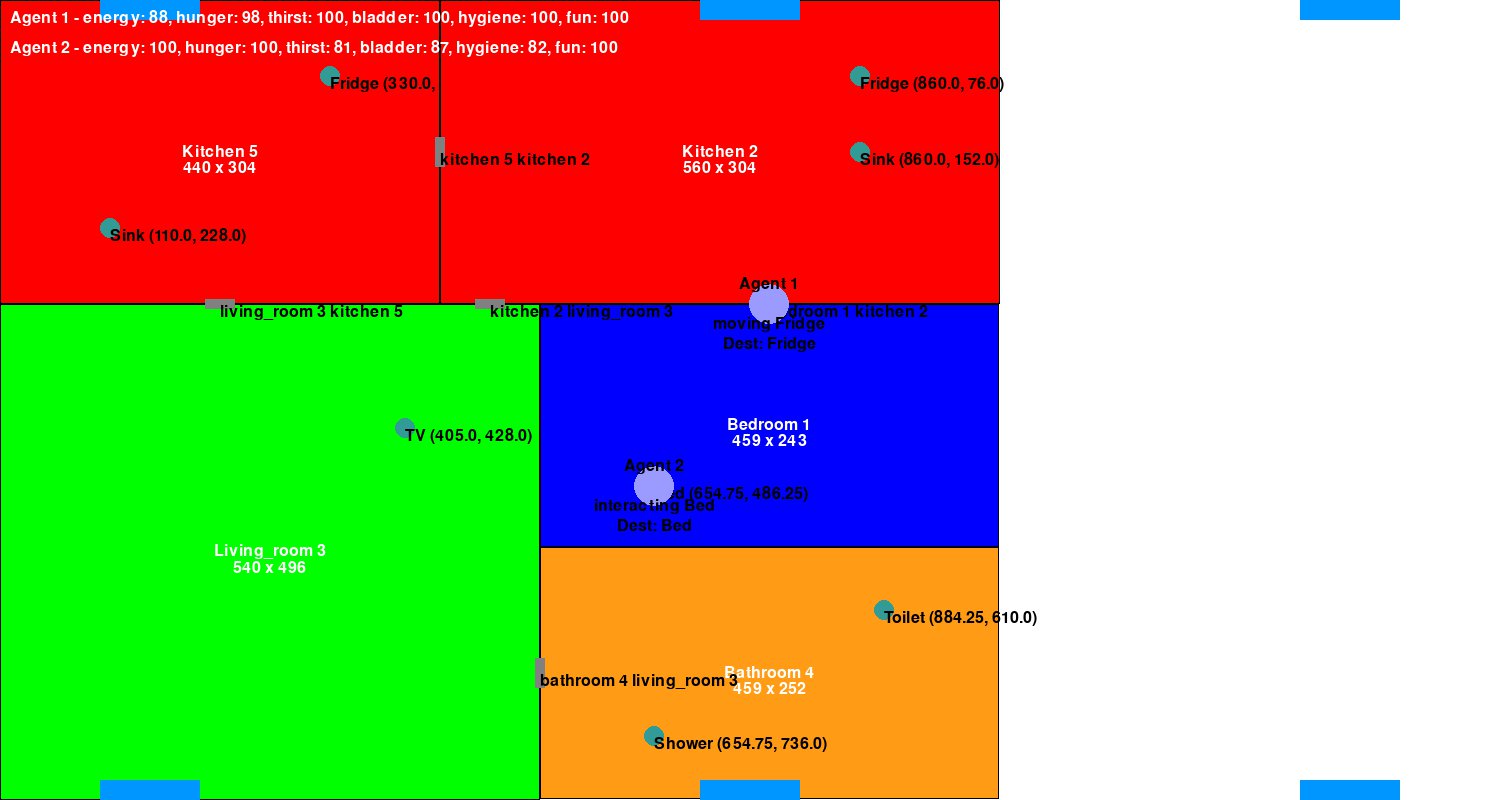 Agent 1 - energy: 88, hunger: 98, thirst: 100, bladder: 100, hygiene: 100, fun: 100
Agent 2 - energy: 100, hunger: 100, thirst: 81, bladder: 87, hygiene: 82, fun: 100
Fridge (330.0,
Fridge (860.0, 76.0)
Kitchen 5
440 x 304
kitchen 5 kitchen 2
Kitchen 2
560 x 304
Sink (860.0, 152.0)
Sink (110.0, 228.0)
Agent 1
living_room 3 kitchen 5
kitchen 2 living_room 3
droom 1 kitchen 2
moving Fridge
Dest: Fridge
TV (405.0, 428.0)
Bedroom 1
459 x 243
Agent 2
d (654.75, 486.25)
interacting Bed
Dest: Bed
Living_room 3
540 x 496
Toilet (884.25, 610.0)
Bathroom 4
459 x 252
bathroom 4 living_room 3
Shower (654.75, 736.0)